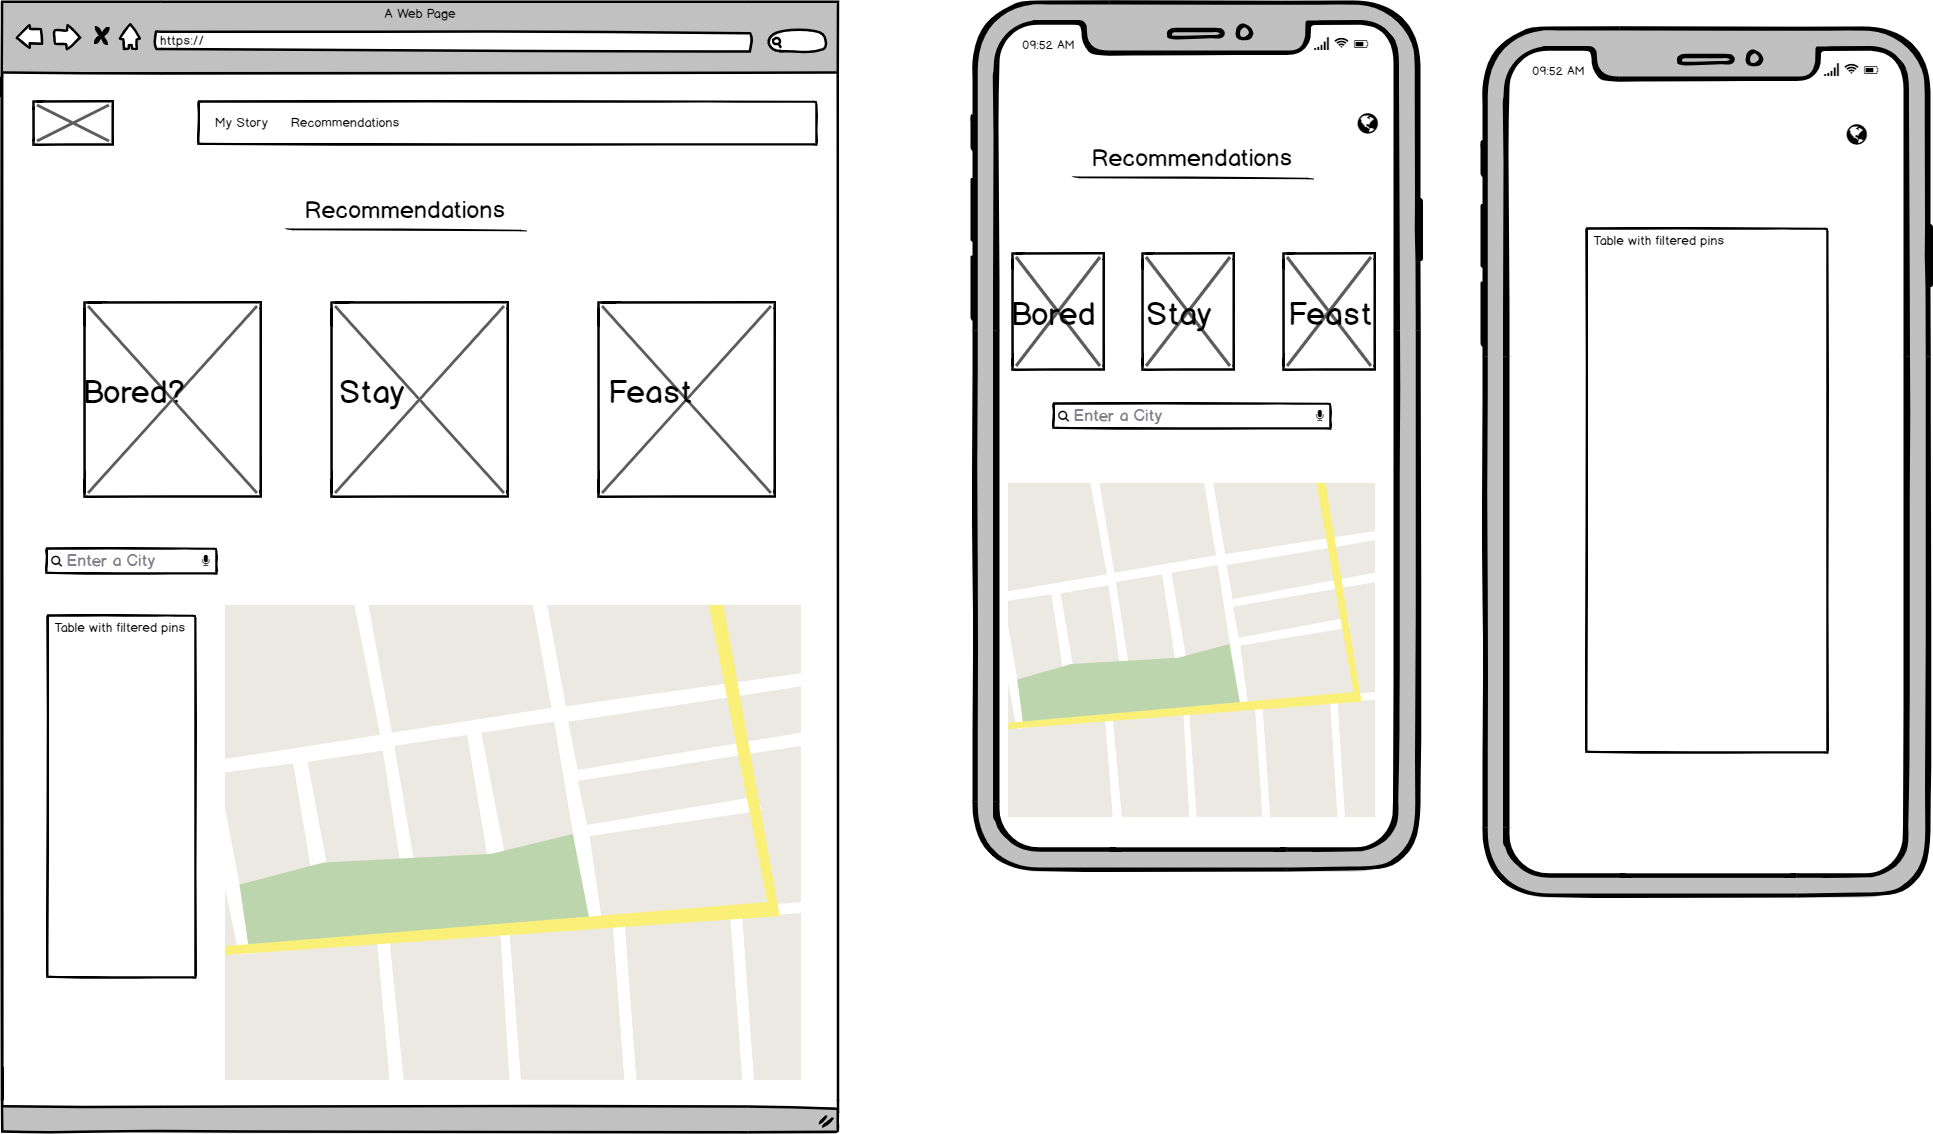 A Web Page
https://
My Story Recommendations
Recommendations
Bored? Stay Feast
Enter a City
Table with filtered pins
09:52 AM
Recommendations
Bored Stay Feast
Enter a City
09:52 AM
Table with filtered pins